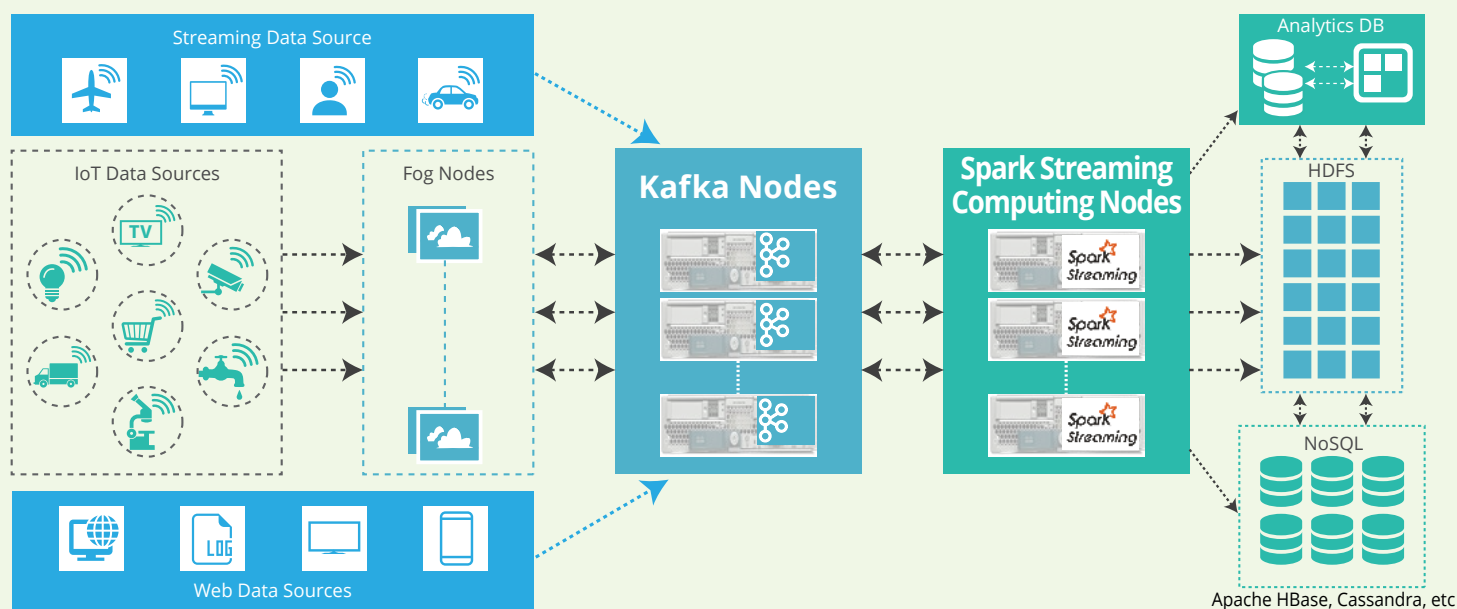 Streaming Data Source
IoT Data Sources
TV
Fog Nodes
Web Data Sources
LOG
Kafka Nodes
Spark Streaming
Computing Nodes
Spark
Streaming
Spark
Streaming
Spark
Streaming
Analytics DB
HDFS
NoSQL
Apache HBase, Cassandra, etc